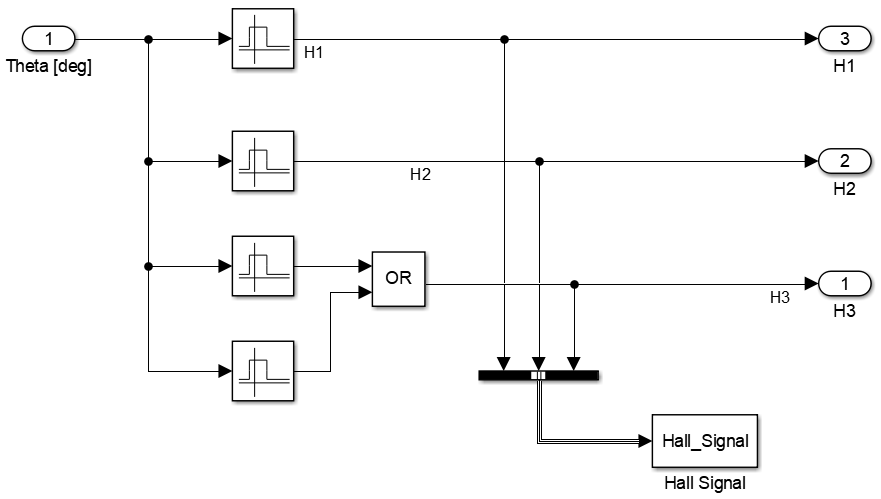 1
Theta [deg]
H1
3
H1
H2
2
H2
OR
H3
1
H3
Hall_Signal
Hall Signal